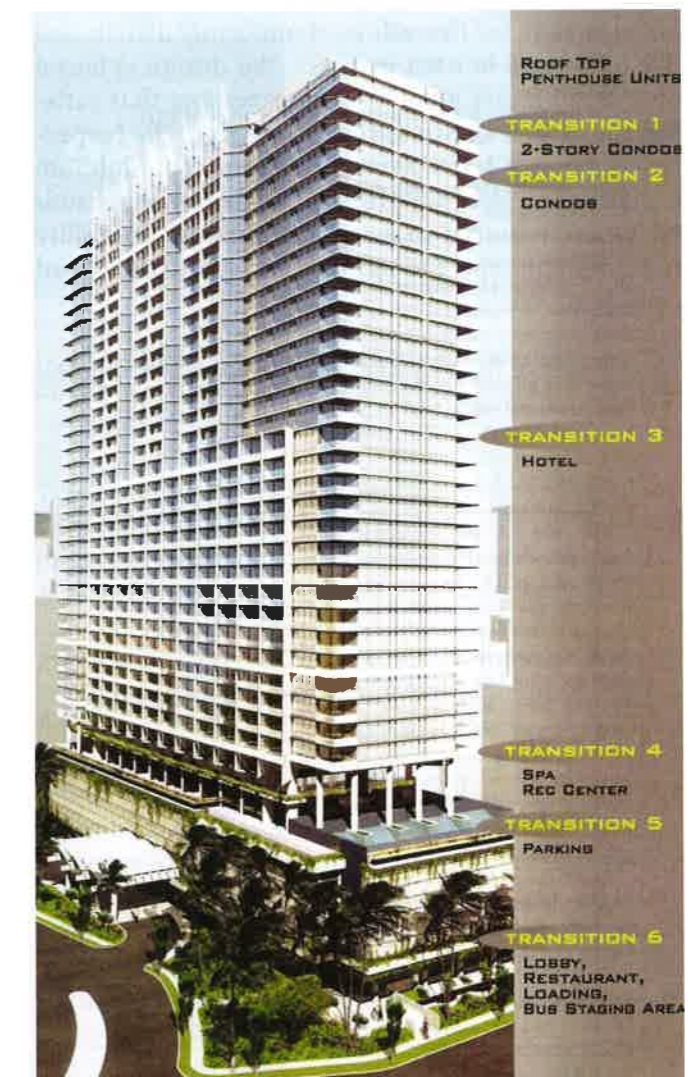 ROOF TOP
PENTHOUSE UNITS
TRANSITION 1
2-STORY CONDOS
TRANSITION 2
CONDOS
TRANSITION 3
HOTEL
TRANSITION 4
SPA
REC CENTER
TRANSITION 5
PARKING
TRANSITION 6
LOBBY,
RESTAURANT,
LOADING,
BUS STAGING AREA